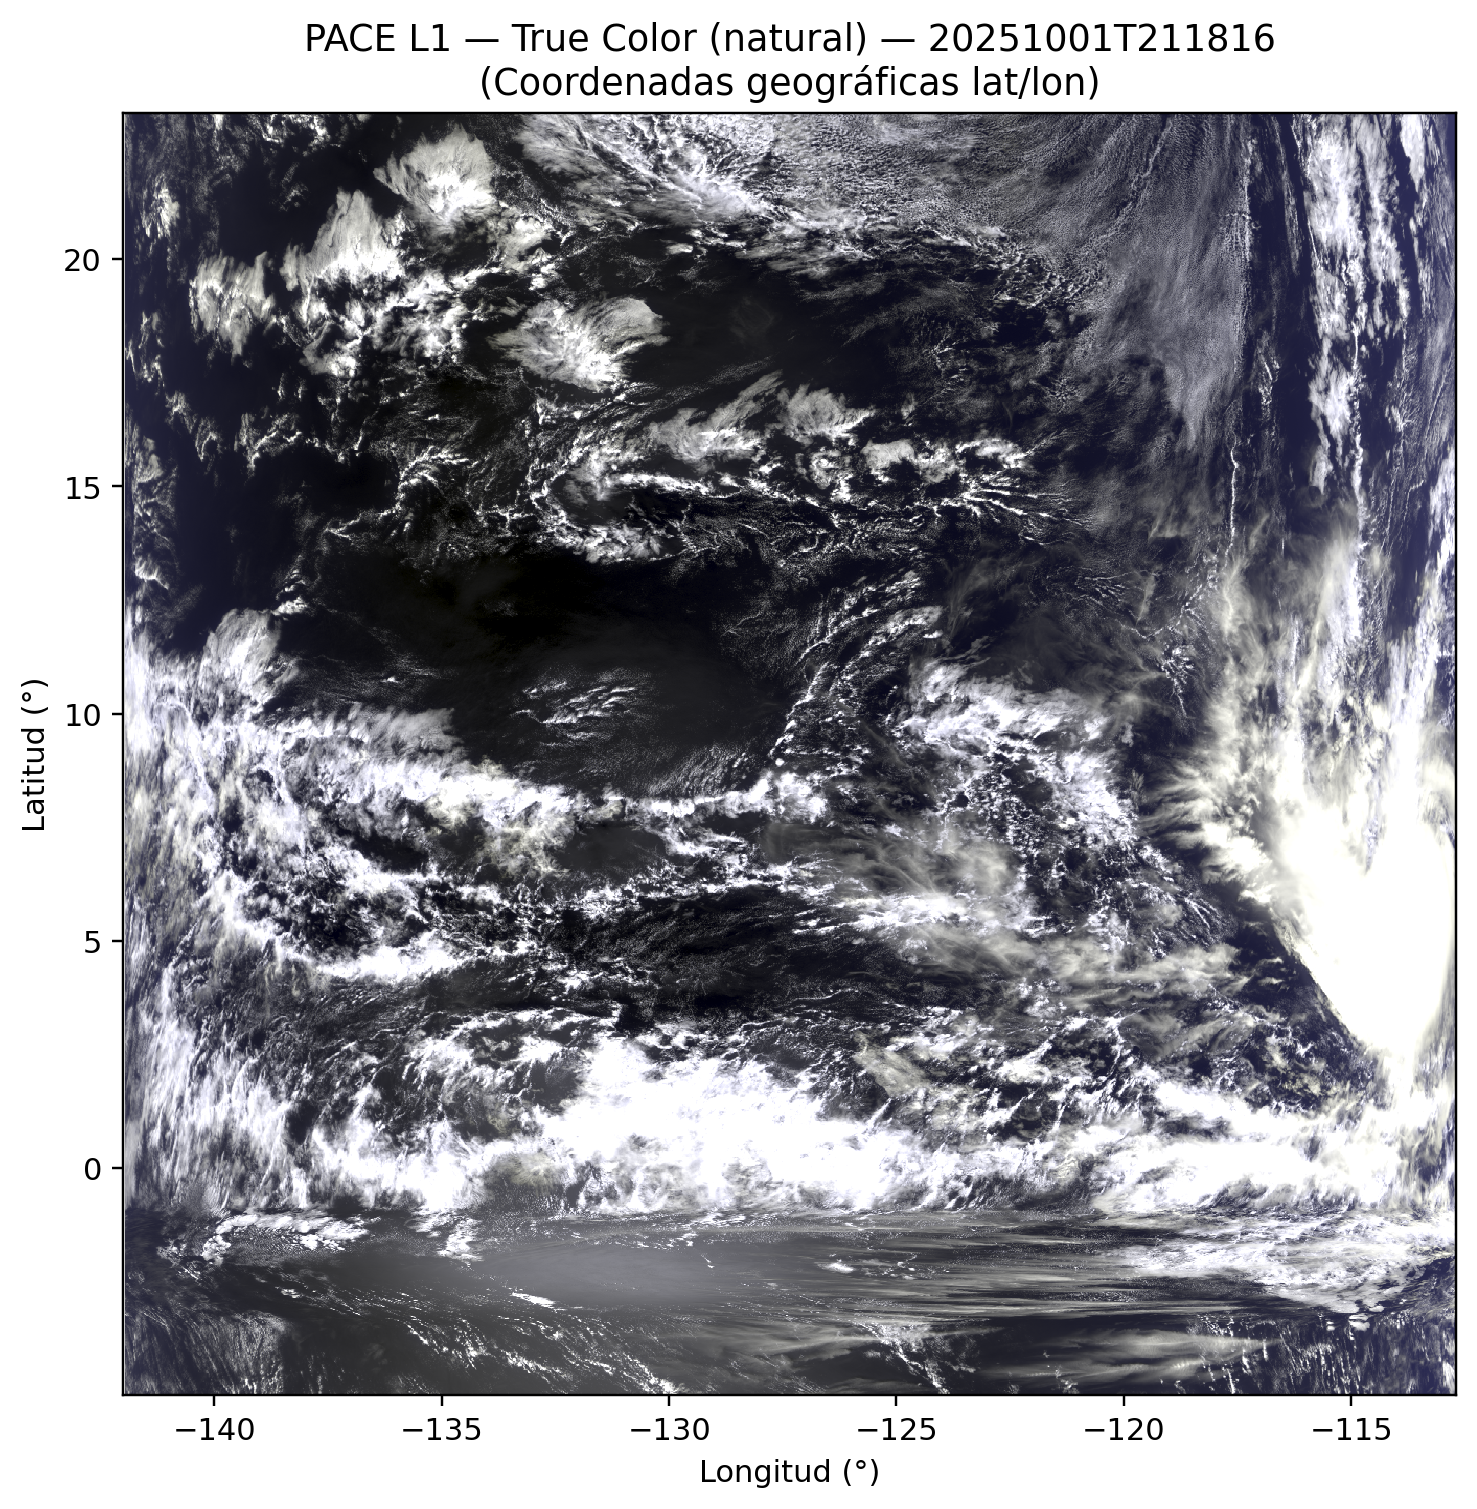 PACE L1 — True Color (natural) — 20251001T211816
(Coordenadas geográficas lat/lon)
20
15
10
5
0
Latitud (°)
−140 −135 −130 −125 −120 −115
Longitud (°)